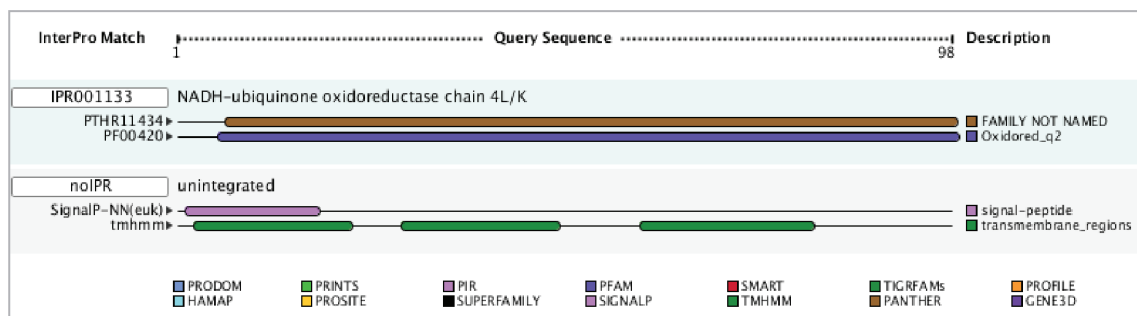 InterPro Match Query Sequence Description
1 98
IPR001133 NADH-ubiquinone oxidoreductase chain 4L/K
PTHR11434 FAMILY NOT NAMED
PF00420 Oxidored_q2
noIPR unintegrated
SignalP-NN(euk) signal-peptide
tmhmm transmembrane_regions
PRODOM PRINTS PIR PFAM SMART TIGRFAMs PROFILE
HAMAP PROSITE SUPERFAMILY SIGNALP TMHMM PANTHER GENE3D